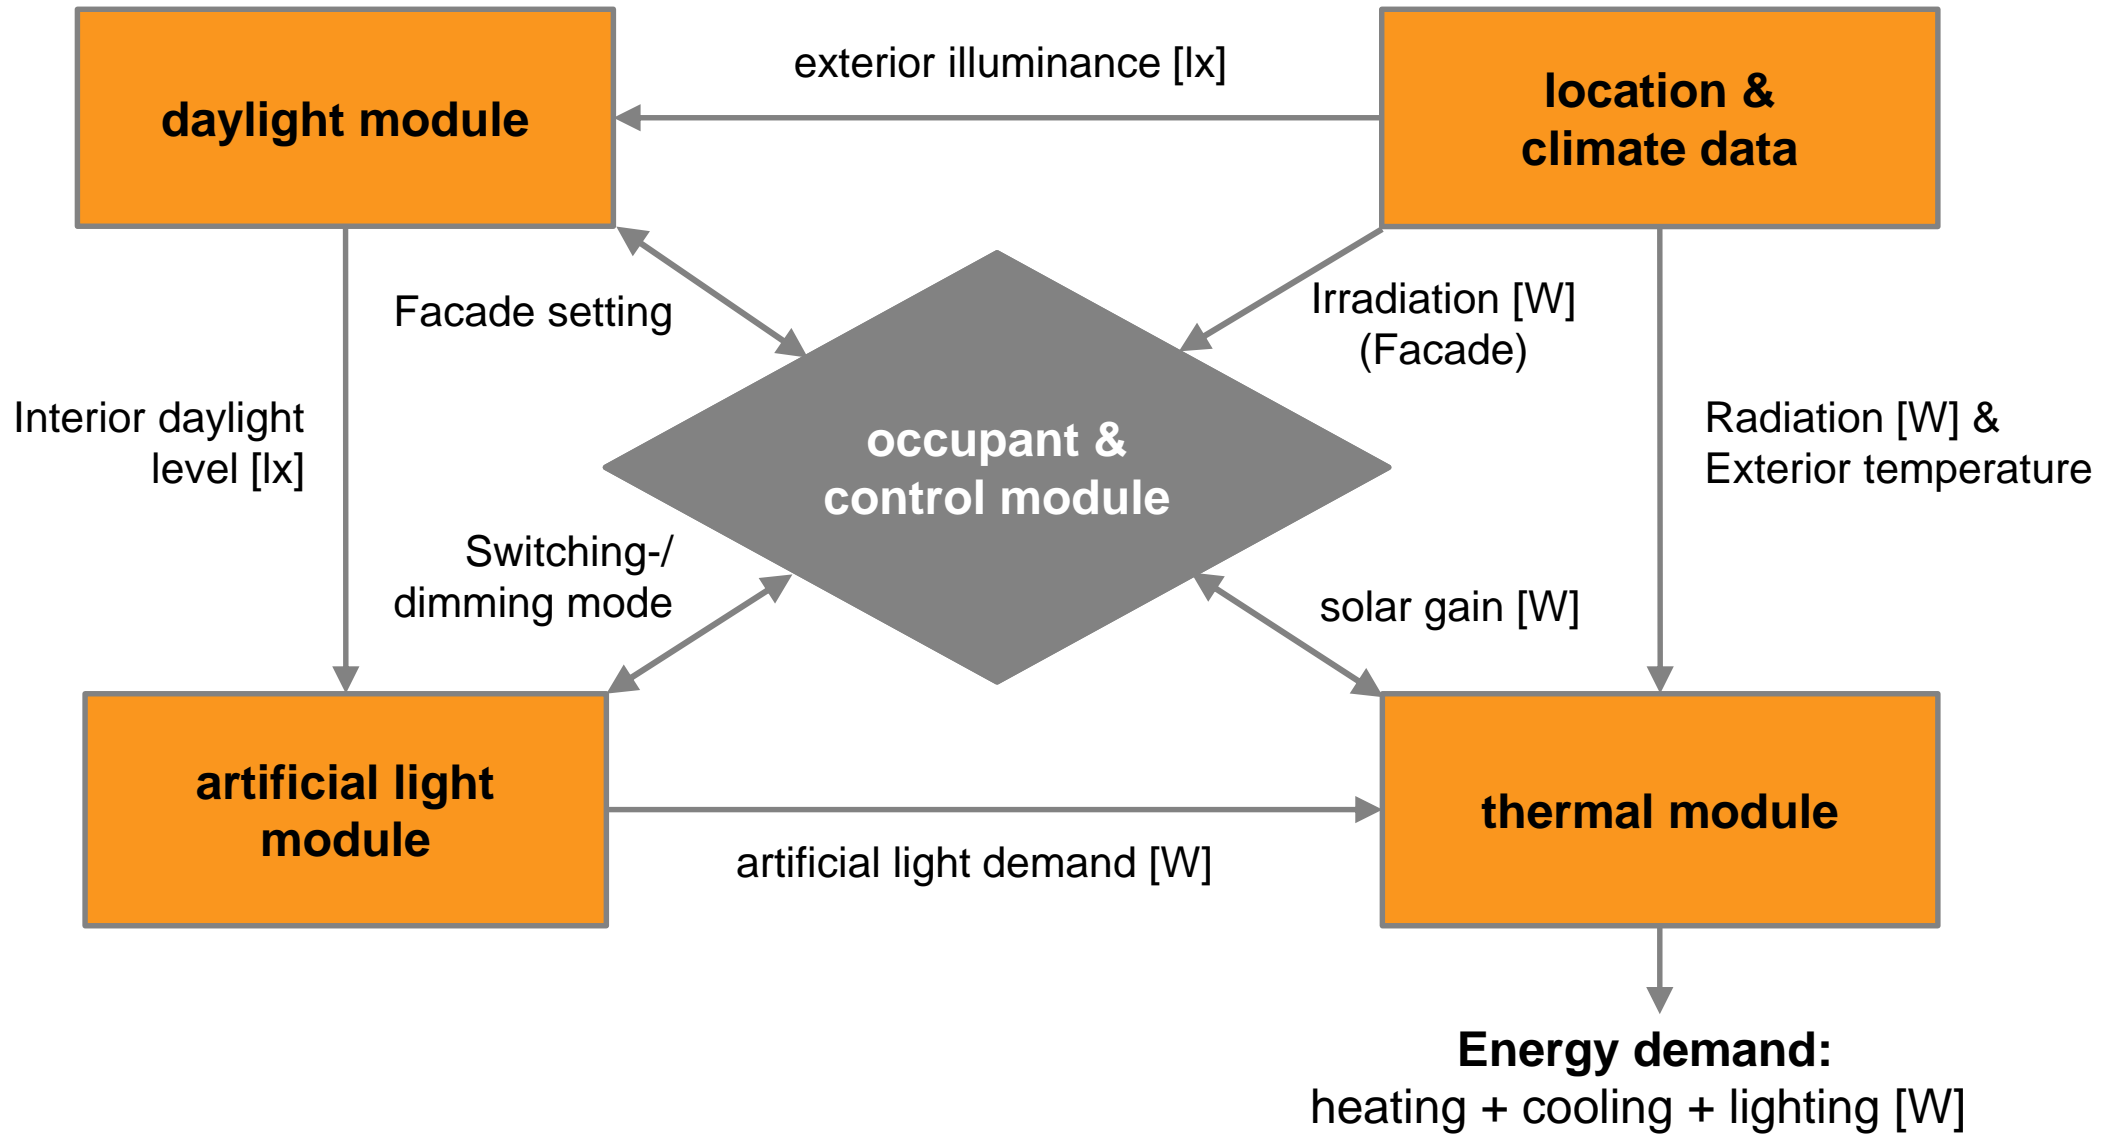 daylight module
exterior illuminance [lx]
location &
climate data
Facade setting
Irradiation [W]
(Facade)
Interior daylight
level [lx]
occupant &
control module
Radiation [W] &
Exterior temperature
Switching-/
dimming mode
solar gain [W]
artificial light
module
artificial light demand [W]
thermal module
Energy demand:
heating + cooling + lighting [W]